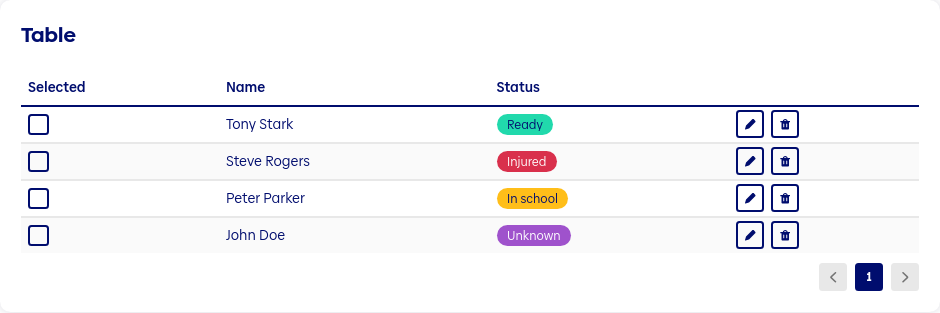 Table
Selected Name Status
Tony Stark Ready
Steve Rogers Injured
Peter Parker In school
John Doe Unknown
1